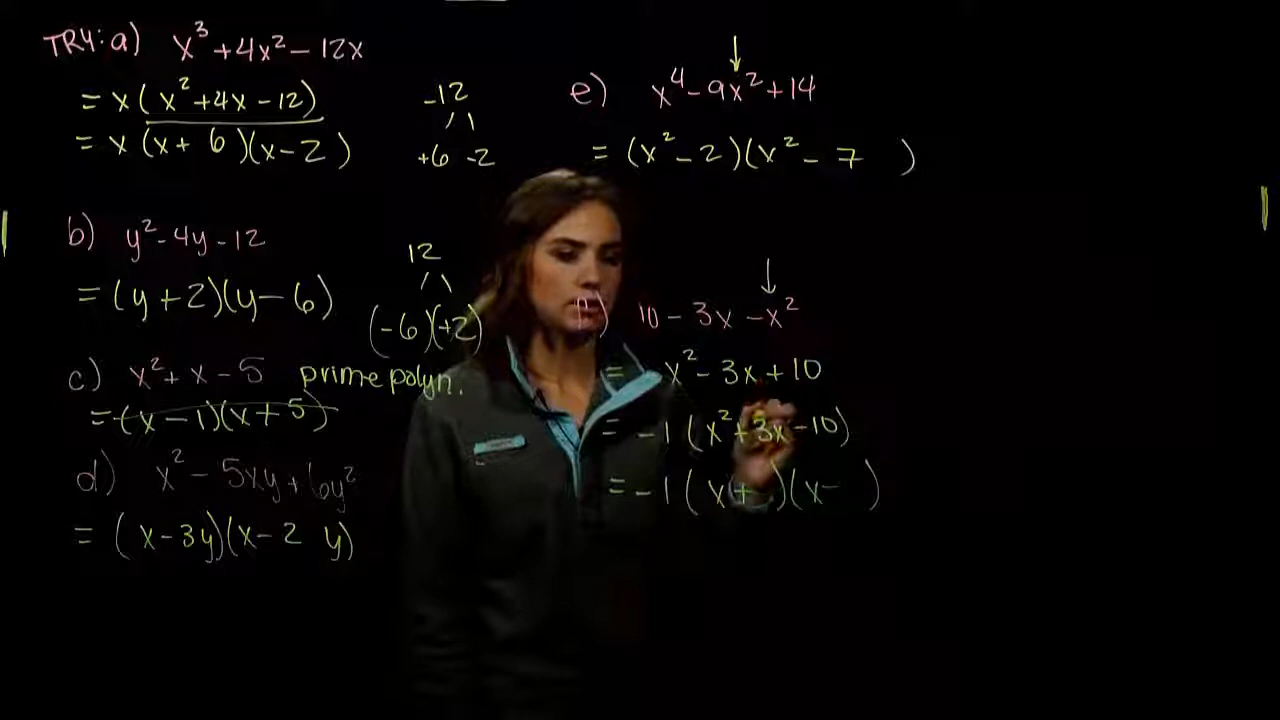 TRY: a) x³ + 4x² − 12x
= x (x² + 4x − 12)
= x (x + 6)(x − 2)
−12
+6 −2
b) y² − 4y − 12
= (y + 2)(y − 6)
12
(−6)(+2)
c) x² + x − 5 prime polyn.
= (x − 1)(x + 5)
d) x² − 5xy + 6y²
= (x − 3y)(x − 2 y)
e) x⁴ − 9x² + 14
= (x² − 2)(x² − 7 )
) 10 − 3x − x²
= x² − 3x + 10
= −1 (x² + 3x − 10)
= −1 (x + )(x − )